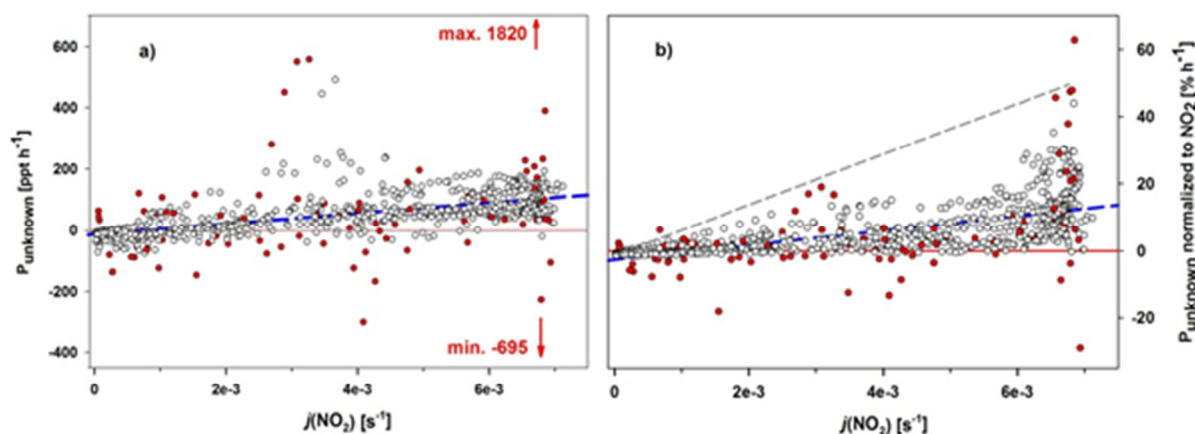 a)
max. 1820
min. -695
600
400
200
0
-200
-400
0 2e-3 4e-3 6e-3
j(NO2) [s-1]
Punknown [ppt h-1]
b)
60
40
20
0
-20
0 2e-3 4e-3 6e-3
j(NO2) [s-1]
Punknown normalized to NO2 [% h-1]